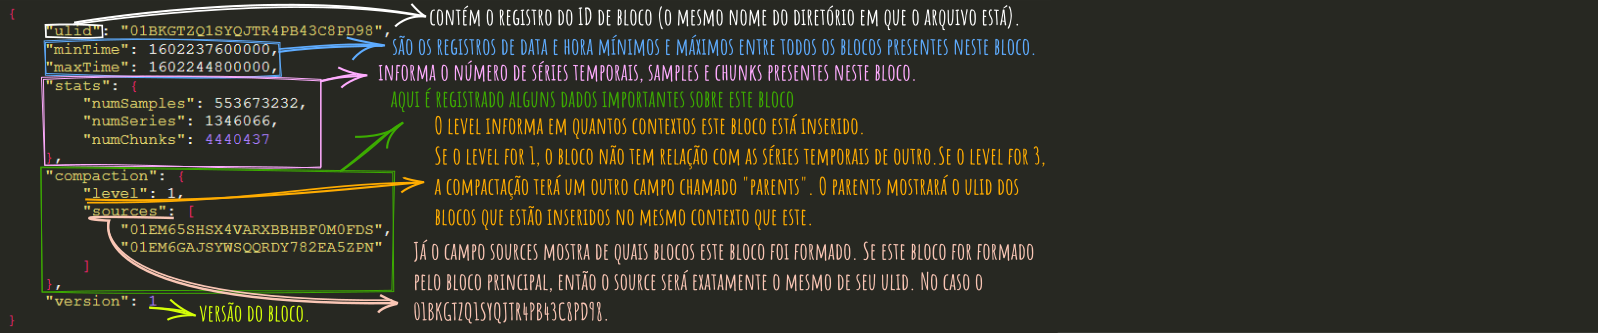 {
"ulid": "01BKGTZQ1SYQJTR4PB43C8PD98", CONTÉM O REGISTRO DO ID DE BLOCO (O MESMO NOME DO DIRETÓRIO EM QUE O ARQUIVO ESTÁ).
"minTime": 1602237600000, SÃO OS REGISTROS DE DATA E HORA MÍNIMOS E MÁXIMOS ENTRE TODOS OS BLOCOS PRESENTES NESTE BLOCO.
"maxTime": 1602244800000, INFORMA O NÚMERO DE SÉRIES TEMPORAIS, SAMPLES E CHUNKS PRESENTES NESTE BLOCO.
"stats": {
"numSamples": 553673232, AQUI É REGISTRADO ALGUNS DADOS IMPORTANTES SOBRE ESTE BLOCO
"numSeries": 1346066, O LEVEL INFORMA EM QUANTOS CONTEXTOS ESTE BLOCO ESTÁ INSERIDO.
"numChunks": 4440437
}, SE O LEVEL FOR 1, O BLOCO NÃO TEM RELAÇÃO COM AS SÉRIES TEMPORAIS DE OUTRO.SE O LEVEL FOR 3,
"compaction": {
"level": 1, A COMPACTAÇÃO TERÁ UM OUTRO CAMPO CHAMADO "PARENTS". O PARENTS MOSTRARÁ O ULID DOS
"sources": [ BLOCOS QUE ESTÃO INSERIDOS NO MESMO CONTEXTO QUE ESTE.
"01EM65SHSX4VARXBBHBF0M0FDS",
"01EM6GAJSYWSQQRDY782EA5ZPN" JÁ O CAMPO SOURCES MOSTRA DE QUAIS BLOCOS ESTE BLOCO FOI FORMADO. SE ESTE BLOCO FOR FORMADO
]
}, PELO BLOCO PRINCIPAL, ENTÃO O SOURCE SERÁ EXATAMENTE O MESMO DE SEU ULID. NO CASO O
"version": 1 VERSÃO DO BLOCO. 01BKGTZQ1SYQJTR4PB43C8PD98.
}